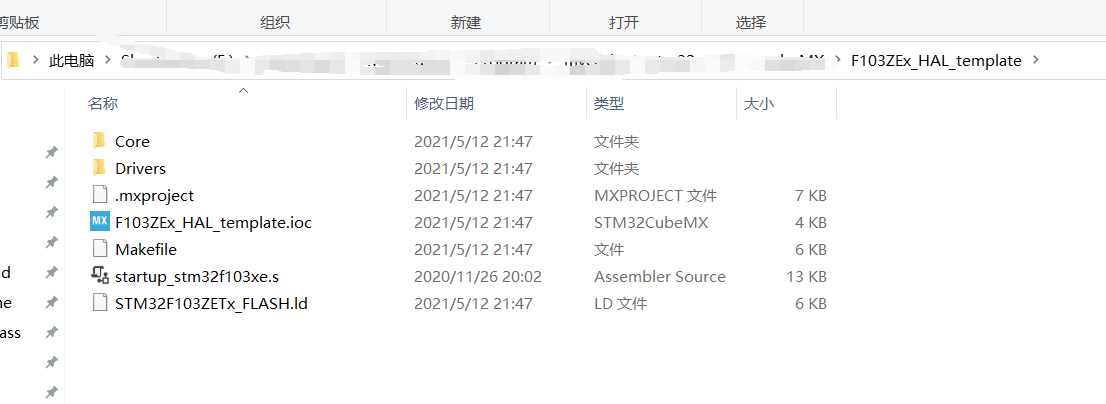 剪贴板 组织 新建 打开 选择
此电脑 F103ZEx_HAL_template
名称 修改日期 类型 大小
Core 2021/5/12 21:47 文件夹
Drivers 2021/5/12 21:47 文件夹
.mxproject 2021/5/12 21:47 MXPROJECT 文件 7 KB
MX F103ZEx_HAL_template.ioc 2021/5/12 21:47 STM32CubeMX 4 KB
Makefile 2021/5/12 21:47 文件 6 KB
d startup_stm32f103xe.s 2020/11/26 20:02 Assembler Source 13 KB
ne STM32F103ZETx_FLASH.ld 2021/5/12 21:47 LD 文件 6 KB
ass